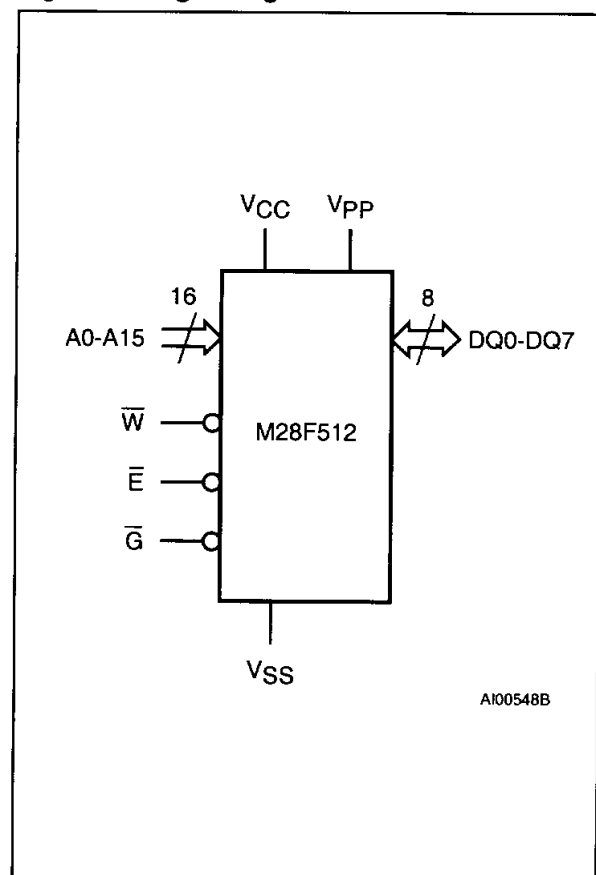 VCC VPP
16 8
A0-A15 DQ0-DQ7
W̅
M28F512
E̅
G̅
VSS
AI00548B